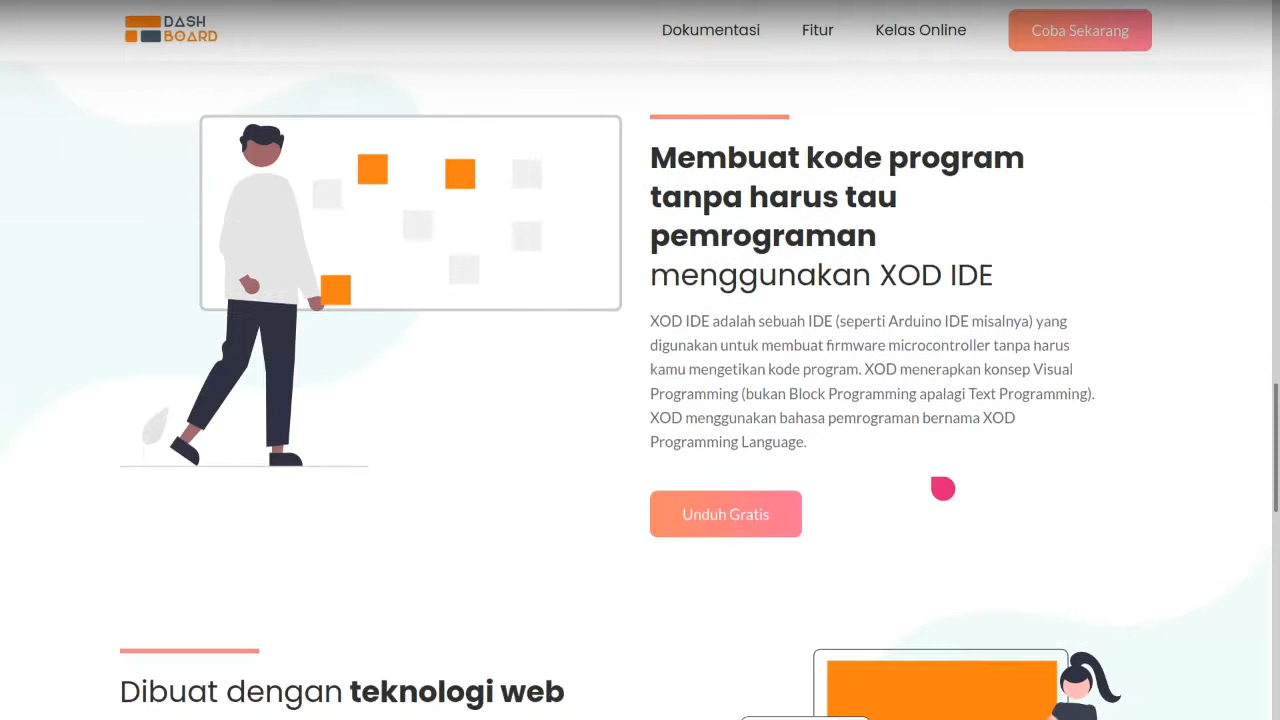 DASH
BOARD
Dokumentasi
Fitur
Kelas Online
Coba Sekarang
Membuat kode program
tanpa harus tau
pemrograman
menggunakan XOD IDE
XOD IDE adalah sebuah IDE (seperti Arduino IDE misalnya) yang
digunakan untuk membuat firmware microcontroller tanpa harus
kamu mengetikan kode program. XOD menerapkan konsep Visual
Programming (bukan Block Programming apalagi Text Programming).
XOD menggunakan bahasa pemrograman bernama XOD
Programming Language.
Unduh Gratis
Dibuat dengan teknologi web